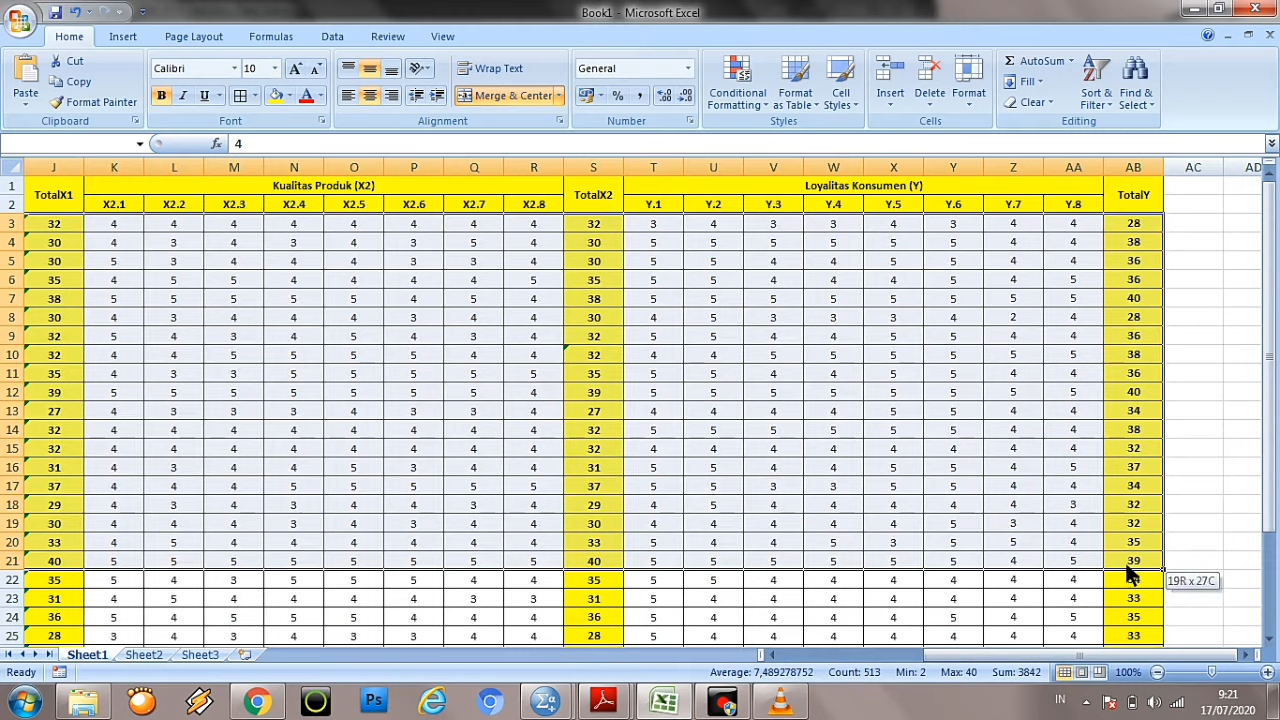 Book1 - Microsoft Excel
Home Insert Page Layout Formulas Data Review View
Paste
Cut
Copy
Format Painter
Calibri 10
B I U
Wrap Text
Merge & Center
General
Conditional Formatting
Format as Table
Cell Styles
Insert Delete Format
AutoSum
Fill
Clear
Sort & Filter
Find & Select
Clipboard Font Alignment Number Styles Cells Editing
fx 4
J K L M N O P Q R S T U V W X Y Z AA AB AC AD
1 TotalX1 Kualitas Produk (X2) TotalX2 Loyalitas Konsumen (Y) TotalY
2 X2.1 X2.2 X2.3 X2.4 X2.5 X2.6 X2.7 X2.8 Y.1 Y.2 Y.3 Y.4 Y.5 Y.6 Y.7 Y.8
3 32 4 4 4 4 4 4 4 4 32 3 4 3 3 4 3 4 4 28
4 30 4 3 4 3 4 3 5 4 30 5 5 5 5 5 5 4 4 38
5 30 5 3 4 4 4 3 3 4 30 5 5 4 4 5 5 4 4 36
6 35 4 5 5 4 4 4 4 5 35 5 5 4 4 4 5 4 5 36
7 38 5 5 5 5 5 4 5 4 38 5 5 5 5 5 5 5 5 40
8 30 4 3 4 4 4 3 4 4 30 4 5 3 3 3 4 2 4 28
9 32 5 4 3 4 5 4 3 4 32 5 5 4 4 5 5 4 4 36
10 32 4 4 5 5 5 5 4 4 32 4 4 5 5 5 5 5 5 38
11 35 4 3 3 5 5 5 5 5 35 5 5 4 4 5 5 4 4 36
12 39 5 5 5 5 5 5 5 4 39 5 5 5 5 5 5 5 5 40
13 27 4 3 3 3 4 3 3 4 27 4 4 4 4 5 5 4 4 34
14 32 4 4 4 4 4 4 4 4 32 5 5 5 5 5 5 4 4 38
15 32 4 4 4 4 4 4 4 4 32 4 4 4 4 4 4 4 4 32
16 31 4 3 4 4 5 3 4 4 31 5 5 4 4 5 5 4 5 37
17 37 4 4 4 5 5 5 5 5 37 5 5 3 3 5 5 4 4 34
18 29 4 3 3 4 4 3 4 4 29 4 5 4 4 4 4 4 3 32
19 30 4 4 4 3 4 3 4 4 30 4 4 4 4 4 5 3 4 32
20 33 4 5 4 4 4 4 4 4 33 5 4 4 5 3 5 5 4 35
21 40 5 5 5 5 5 5 5 5 40 5 5 5 5 5 5 4 5 39
22 35 5 4 3 5 5 5 4 4 35 5 5 4 4 4 4 4 4
23 31 4 5 4 4 4 4 3 3 31 5 4 4 4 4 4 4 4 33
24 36 5 4 5 5 5 4 4 4 36 5 4 4 4 4 5 4 5 35
25 28 3 4 3 4 3 3 4 4 28 5 4 4 4 4 4 4 4 33
19R x 27C
Sheet1 Sheet2 Sheet3
Ready Average: 7,489278752 Count: 513 Min: 2 Max: 40 Sum: 3842 100%
Ps IN 9:21
17/07/2020